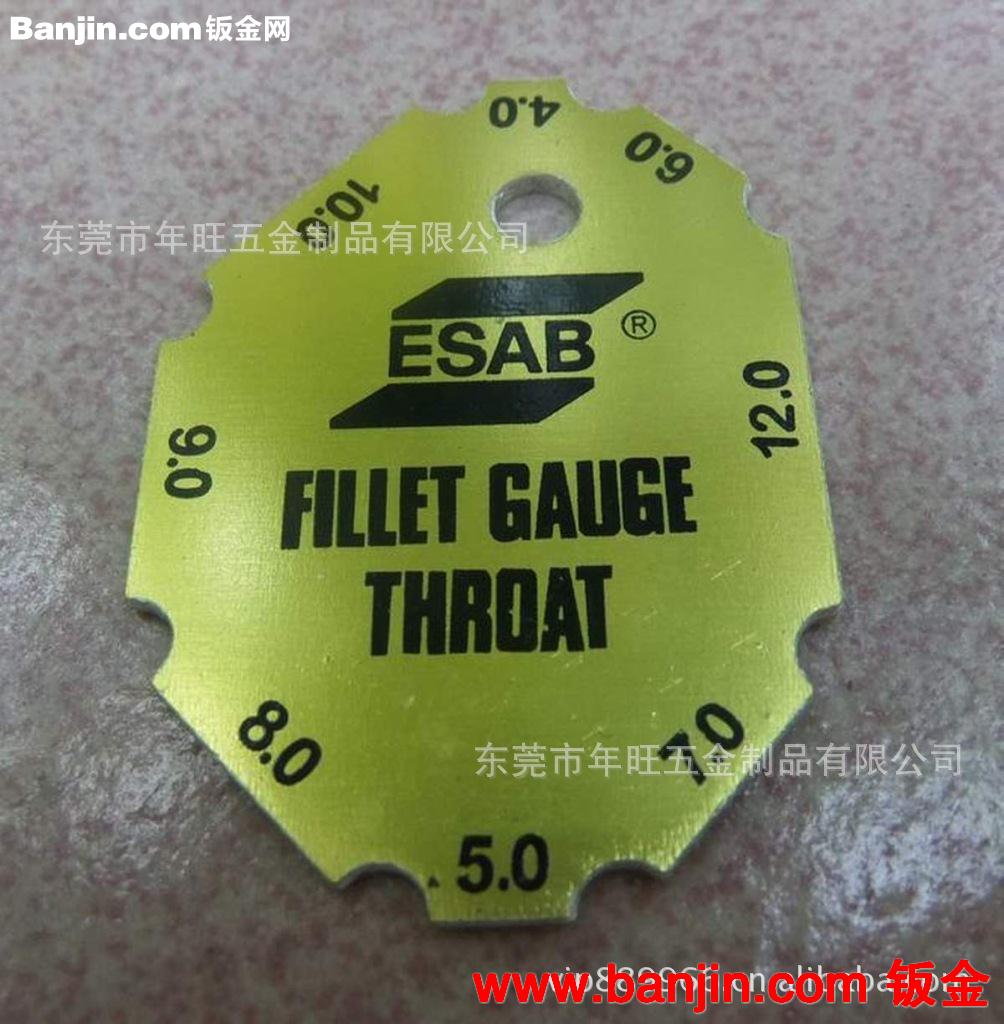 Banjin.com钣金网
4.0
6.0
10.0
东莞市年旺五金制品有限公司
ESAB®
12.0
9.0
FILLET GAUGE
THROAT
8.0
7.0
东莞市年旺五金制品有限公司
5.0
www.banjin.com 钣金